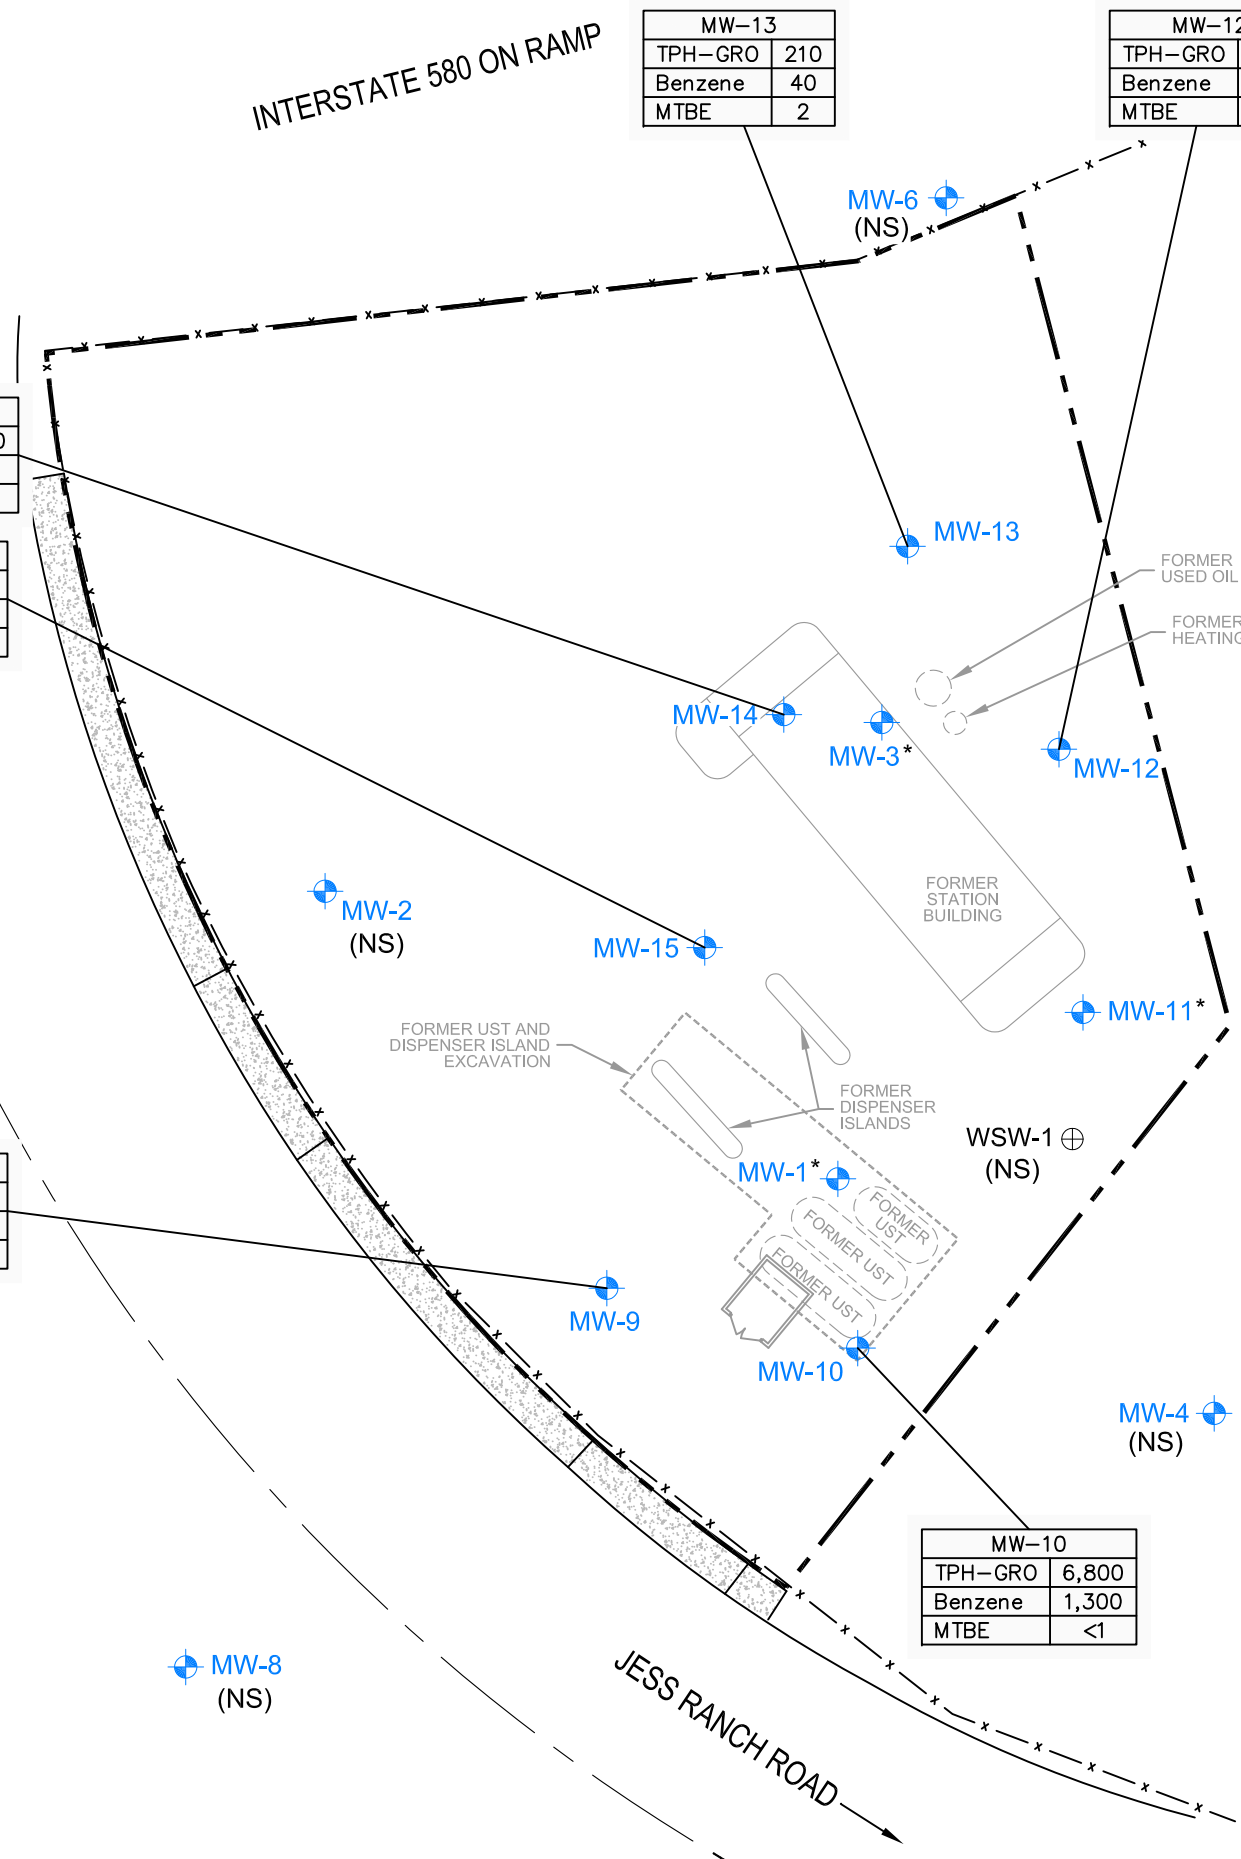 INTERSTATE 580 ON RAMP
MW-13
TPH-GRO 210
Benzene 40
MTBE 2
MW-12
TPH-GRO
Benzene
MTBE
MW-6
(NS)
0
MW-13
FORMER
USED OIL
FORMER
HEATING
MW-14
MW-3*
MW-12
FORMER
STATION
BUILDING
MW-2
(NS)
MW-15
MW-11*
FORMER UST AND
DISPENSER ISLAND
EXCAVATION
FORMER
DISPENSER
ISLANDS
WSW-1
(NS)
MW-1*
FORMER
UST
FORMER UST
FORMER UST
MW-9
MW-10
MW-4
(NS)
MW-10
TPH-GRO 6,800
Benzene 1,300
MTBE <1
MW-8
(NS)
JESS RANCH ROAD